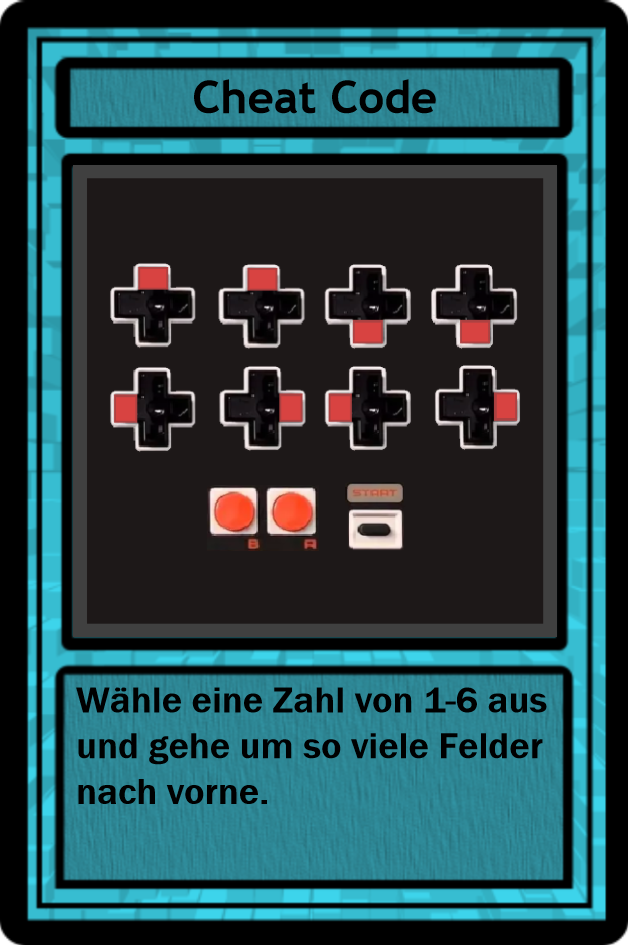 Cheat Code
START
B A
Wähle eine Zahl von 1-6 aus
und gehe um so viele Felder
nach vorne.